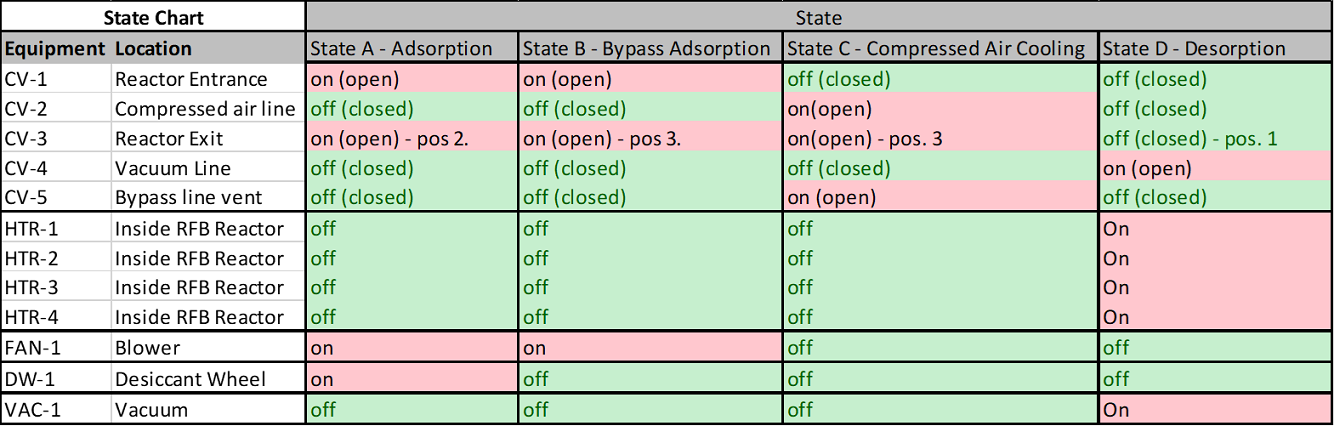 State Chart State
Equipment Location State A - Adsorption State B - Bypass Adsorption State C - Compressed Air Cooling State D - Desorption
CV-1 Reactor Entrance on (open) on (open) off (closed) off (closed)
CV-2 Compressed air line off (closed) off (closed) on(open) off (closed)
CV-3 Reactor Exit on (open) - pos 2. on (open) - pos 3. on(open) - pos. 3 off (closed) - pos. 1
CV-4 Vacuum Line off (closed) off (closed) off (closed) on (open)
CV-5 Bypass line vent off (closed) off (closed) on (open) off (closed)
HTR-1 Inside RFB Reactor off off off On
HTR-2 Inside RFB Reactor off off off On
HTR-3 Inside RFB Reactor off off off On
HTR-4 Inside RFB Reactor off off off On
FAN-1 Blower on on off off
DW-1 Desiccant Wheel on off off off
VAC-1 Vacuum off off off On